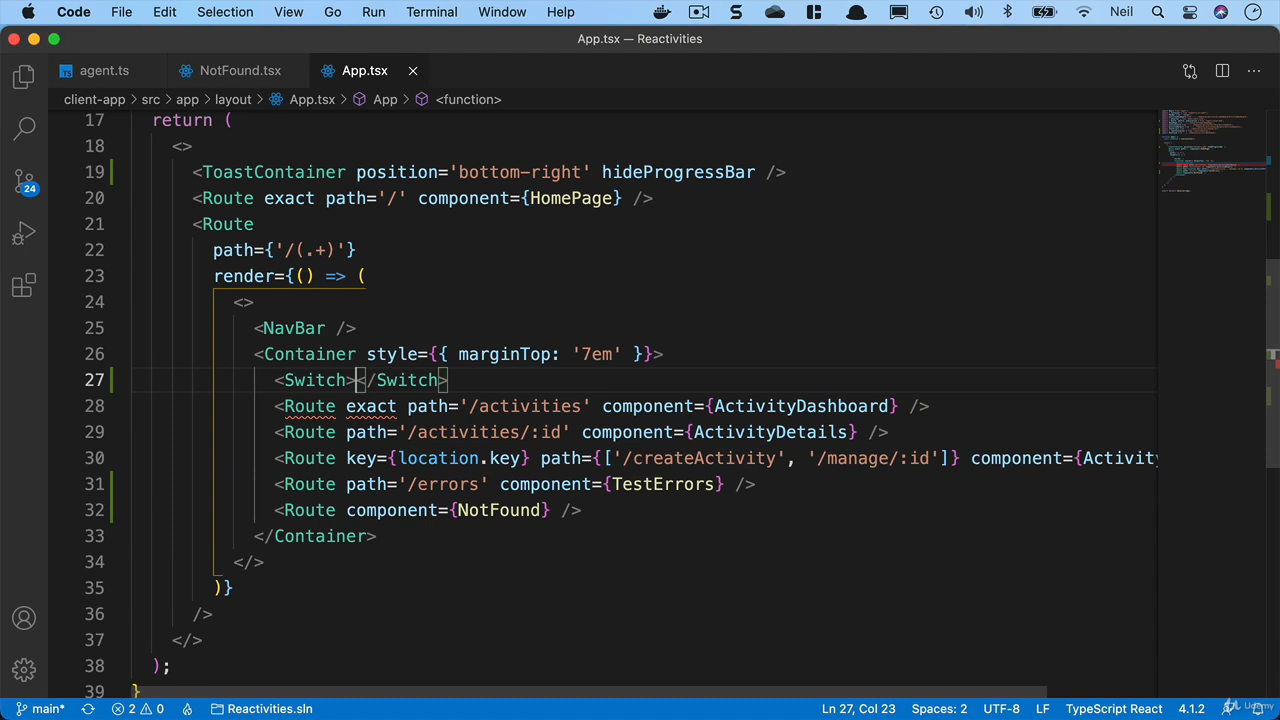 Code File Edit Selection View Go Run Terminal Window Help Neil
App.tsx — Reactivities
TS agent.ts NotFound.tsx App.tsx
client-app > src > app > layout > App.tsx > App > <function>
17 return (
18 <>
19 <ToastContainer position='bottom-right' hideProgressBar />
20 <Route exact path='/' component={HomePage} />
21 <Route
22 path={'/(.+)'}
23 render={() => (
24 <>
25 <NavBar />
26 <Container style={{ marginTop: '7em' }}>
27 <Switch></Switch>
28 <Route exact path='/activities' component={ActivityDashboard} />
29 <Route path='/activities/:id' component={ActivityDetails} />
30 <Route key={location.key} path={['/createActivity', '/manage/:id']} component={Activity
31 <Route path='/errors' component={TestErrors} />
32 <Route component={NotFound} />
33 </Container>
34 </>
35 )}
36 />
37 </>
38 );
39 }
24
main* 2 0 Reactivities.sln Ln 27, Col 23 Spaces: 2 UTF-8 LF TypeScript React 4.1.2 Udemy